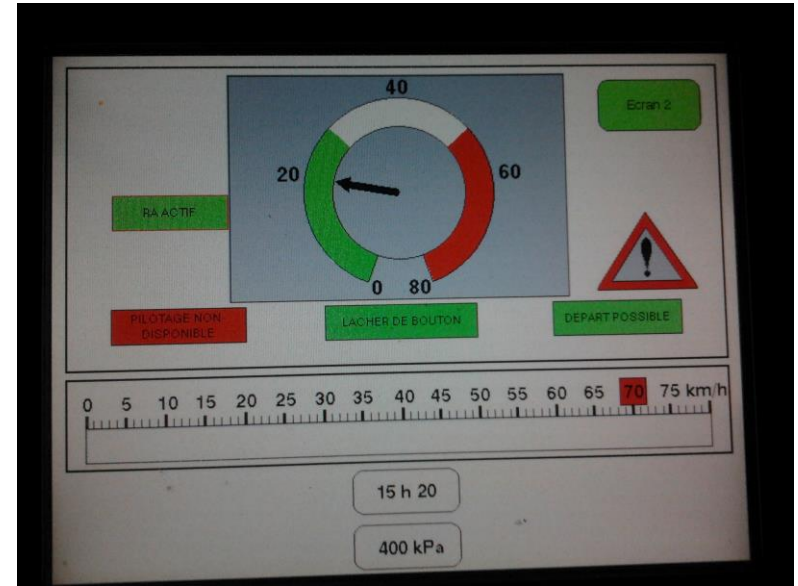 40
Ecran 2
20
60
RA ACTIF
0
80
PILOTAGE NON
DISPONIBLE
LACHER DE BOUTON
DEPART POSSIBLE
0 5 10 15 20 25 30 35 40 45 50 55 60 65 70 75 km/h
15 h 20
400 kPa